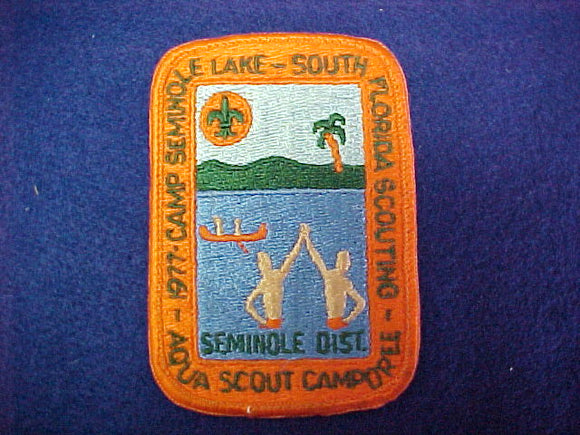 1977·CAMP SEMINOLE LAKE ~ SOUTH FLORIDA SCOUTING ~
AQUA SCOUT CAMPOREE ~
SEMINOLE DIST.